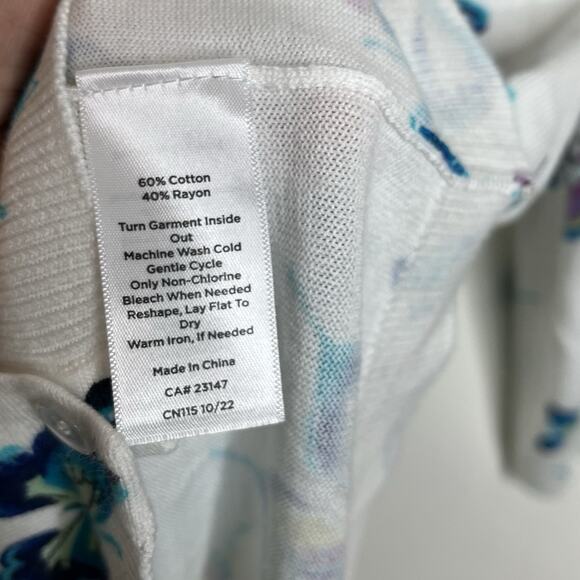 60% Cotton
40% Rayon
Turn Garment Inside
Out
Machine Wash Cold
Gentle Cycle
Only Non-Chlorine
Bleach When Needed
Reshape, Lay Flat To
Dry
Warm Iron, If Needed
Made In China
CA# 23147
CN115 10/22